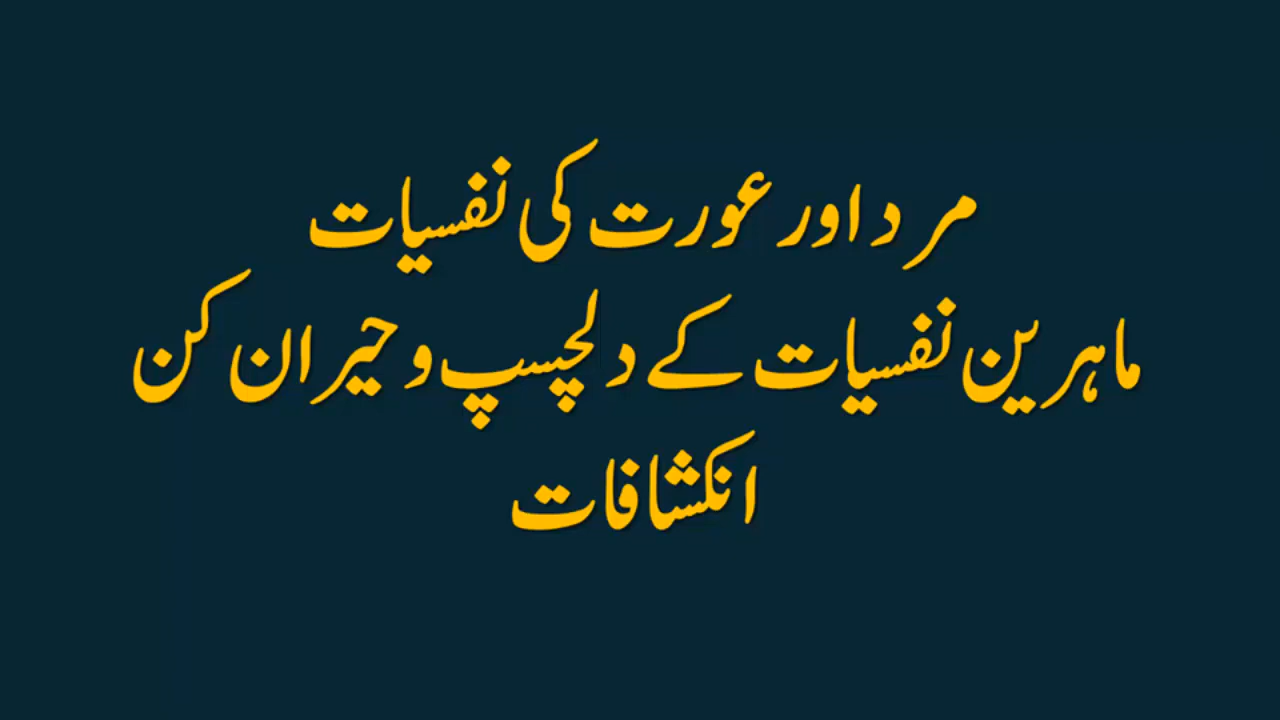 مرد اور عورت کی نفسیات
ماہرین نفسیات کے دلچسپ و حیران کن
انکشافات